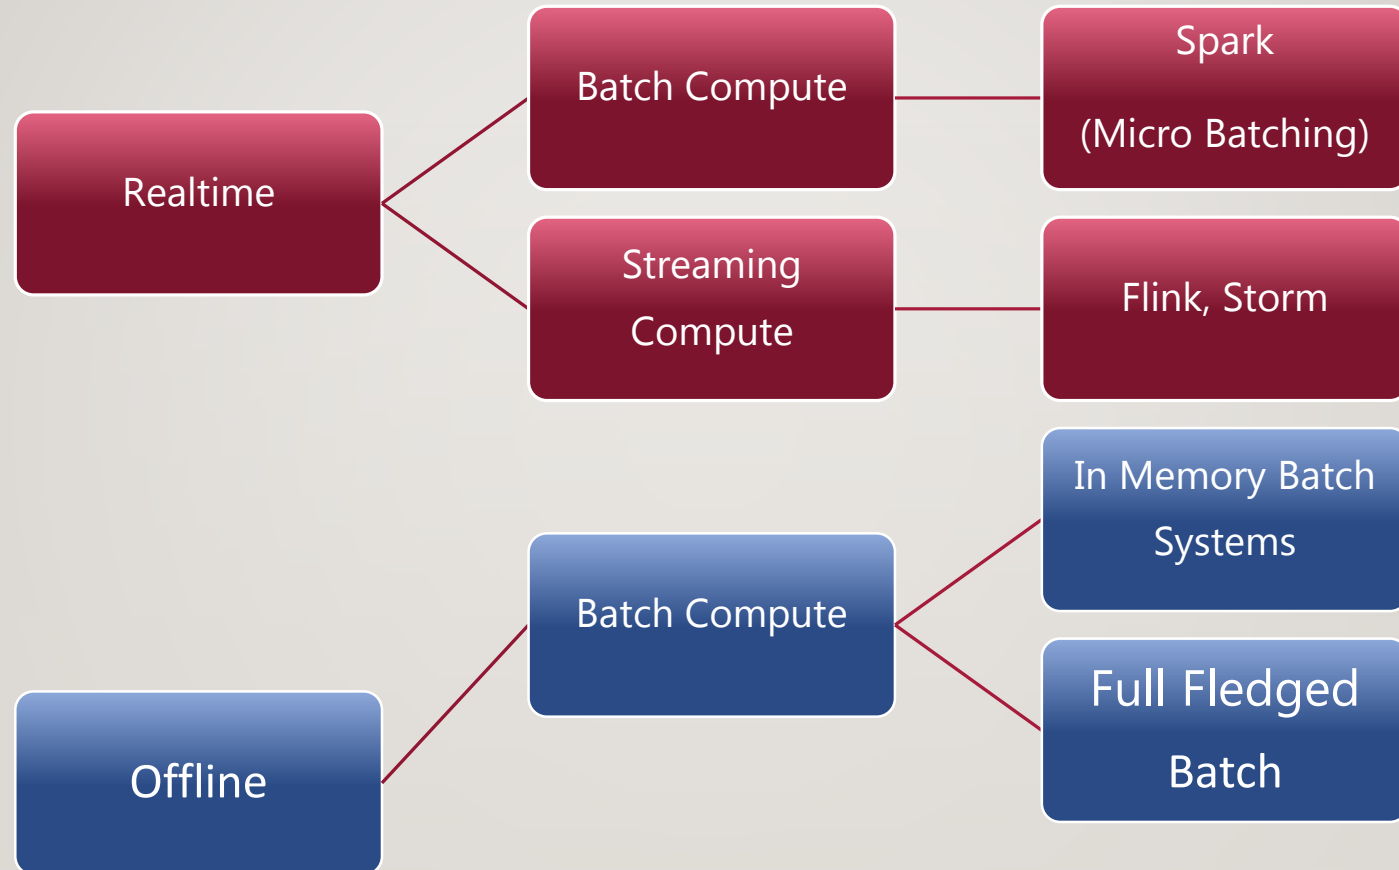 Realtime
Batch Compute
Spark
(Micro Batching)
Streaming
Compute
Flink, Storm
Offline
Batch Compute
In Memory Batch
Systems
Full Fledged
Batch